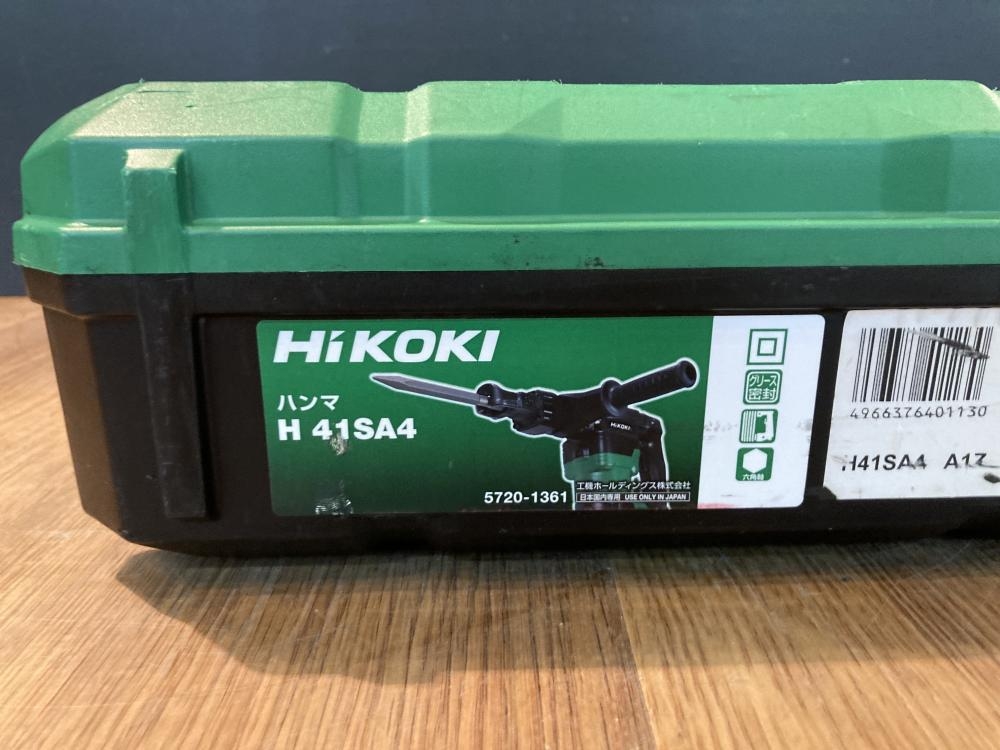 HiKOKI
ハンマ
H 41SA4
HiKOKI
5720-1361
工機ホールディングス株式会社
日本国内専用 USE ONLY IN JAPAN
グリース
密封
六角軸
4966376401130
H41SA4 A17